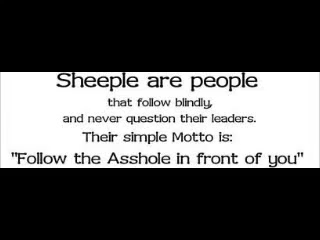 Sheeple are people
that follow blindly,
and never question their leaders.
Their simple Motto is:
"Follow the Asshole in front of you"